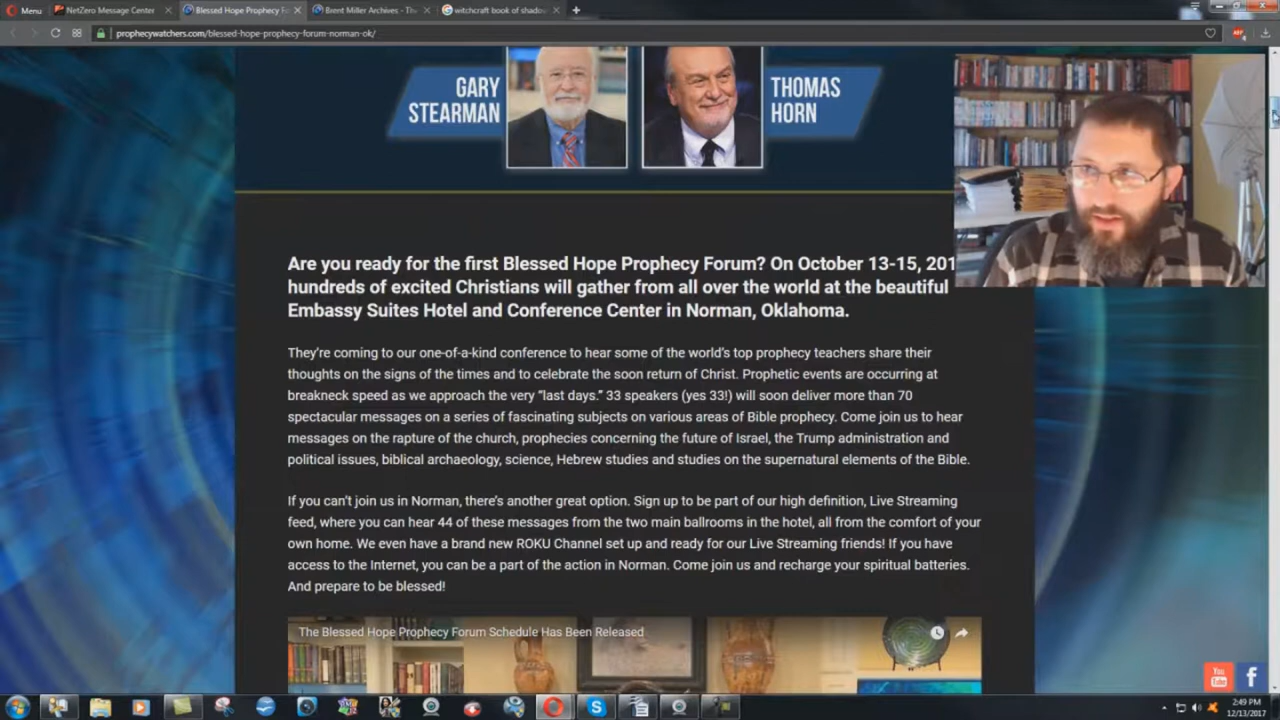 Menu
NetZero Message Center
Blessed Hope Prophecy Fo
Brent Miller Archives - The
witchcraft book of shadow
prophecywatchers.com/blessed-hope-prophecy-forum-norman-ok/
GARY
STEARMAN
THOMAS
HORN
Are you ready for the first Blessed Hope Prophecy Forum? On October 13-15, 201
hundreds of excited Christians will gather from all over the world at the beautiful
Embassy Suites Hotel and Conference Center in Norman, Oklahoma.
They're coming to our one-of-a-kind conference to hear some of the world's top prophecy teachers share their
thoughts on the signs of the times and to celebrate the soon return of Christ. Prophetic events are occurring at
breakneck speed as we approach the very “last days.” 33 speakers (yes 33!) will soon deliver more than 70
spectacular messages on a series of fascinating subjects on various areas of Bible prophecy. Come join us to hear
messages on the rapture of the church, prophecies concerning the future of Israel, the Trump administration and
political issues, biblical archaeology, science, Hebrew studies and studies on the supernatural elements of the Bible.
If you can't join us in Norman, there's another great option. Sign up to be part of our high definition, Live Streaming
feed, where you can hear 44 of these messages from the two main ballrooms in the hotel, all from the comfort of your
own home. We even have a brand new ROKU Channel set up and ready for our Live Streaming friends! If you have
access to the Internet, you can be a part of the action in Norman. Come join us and recharge your spiritual batteries.
And prepare to be blessed!
The Blessed Hope Prophecy Forum Schedule Has Been Released
You
Tube
2:49 PM
12/13/2017